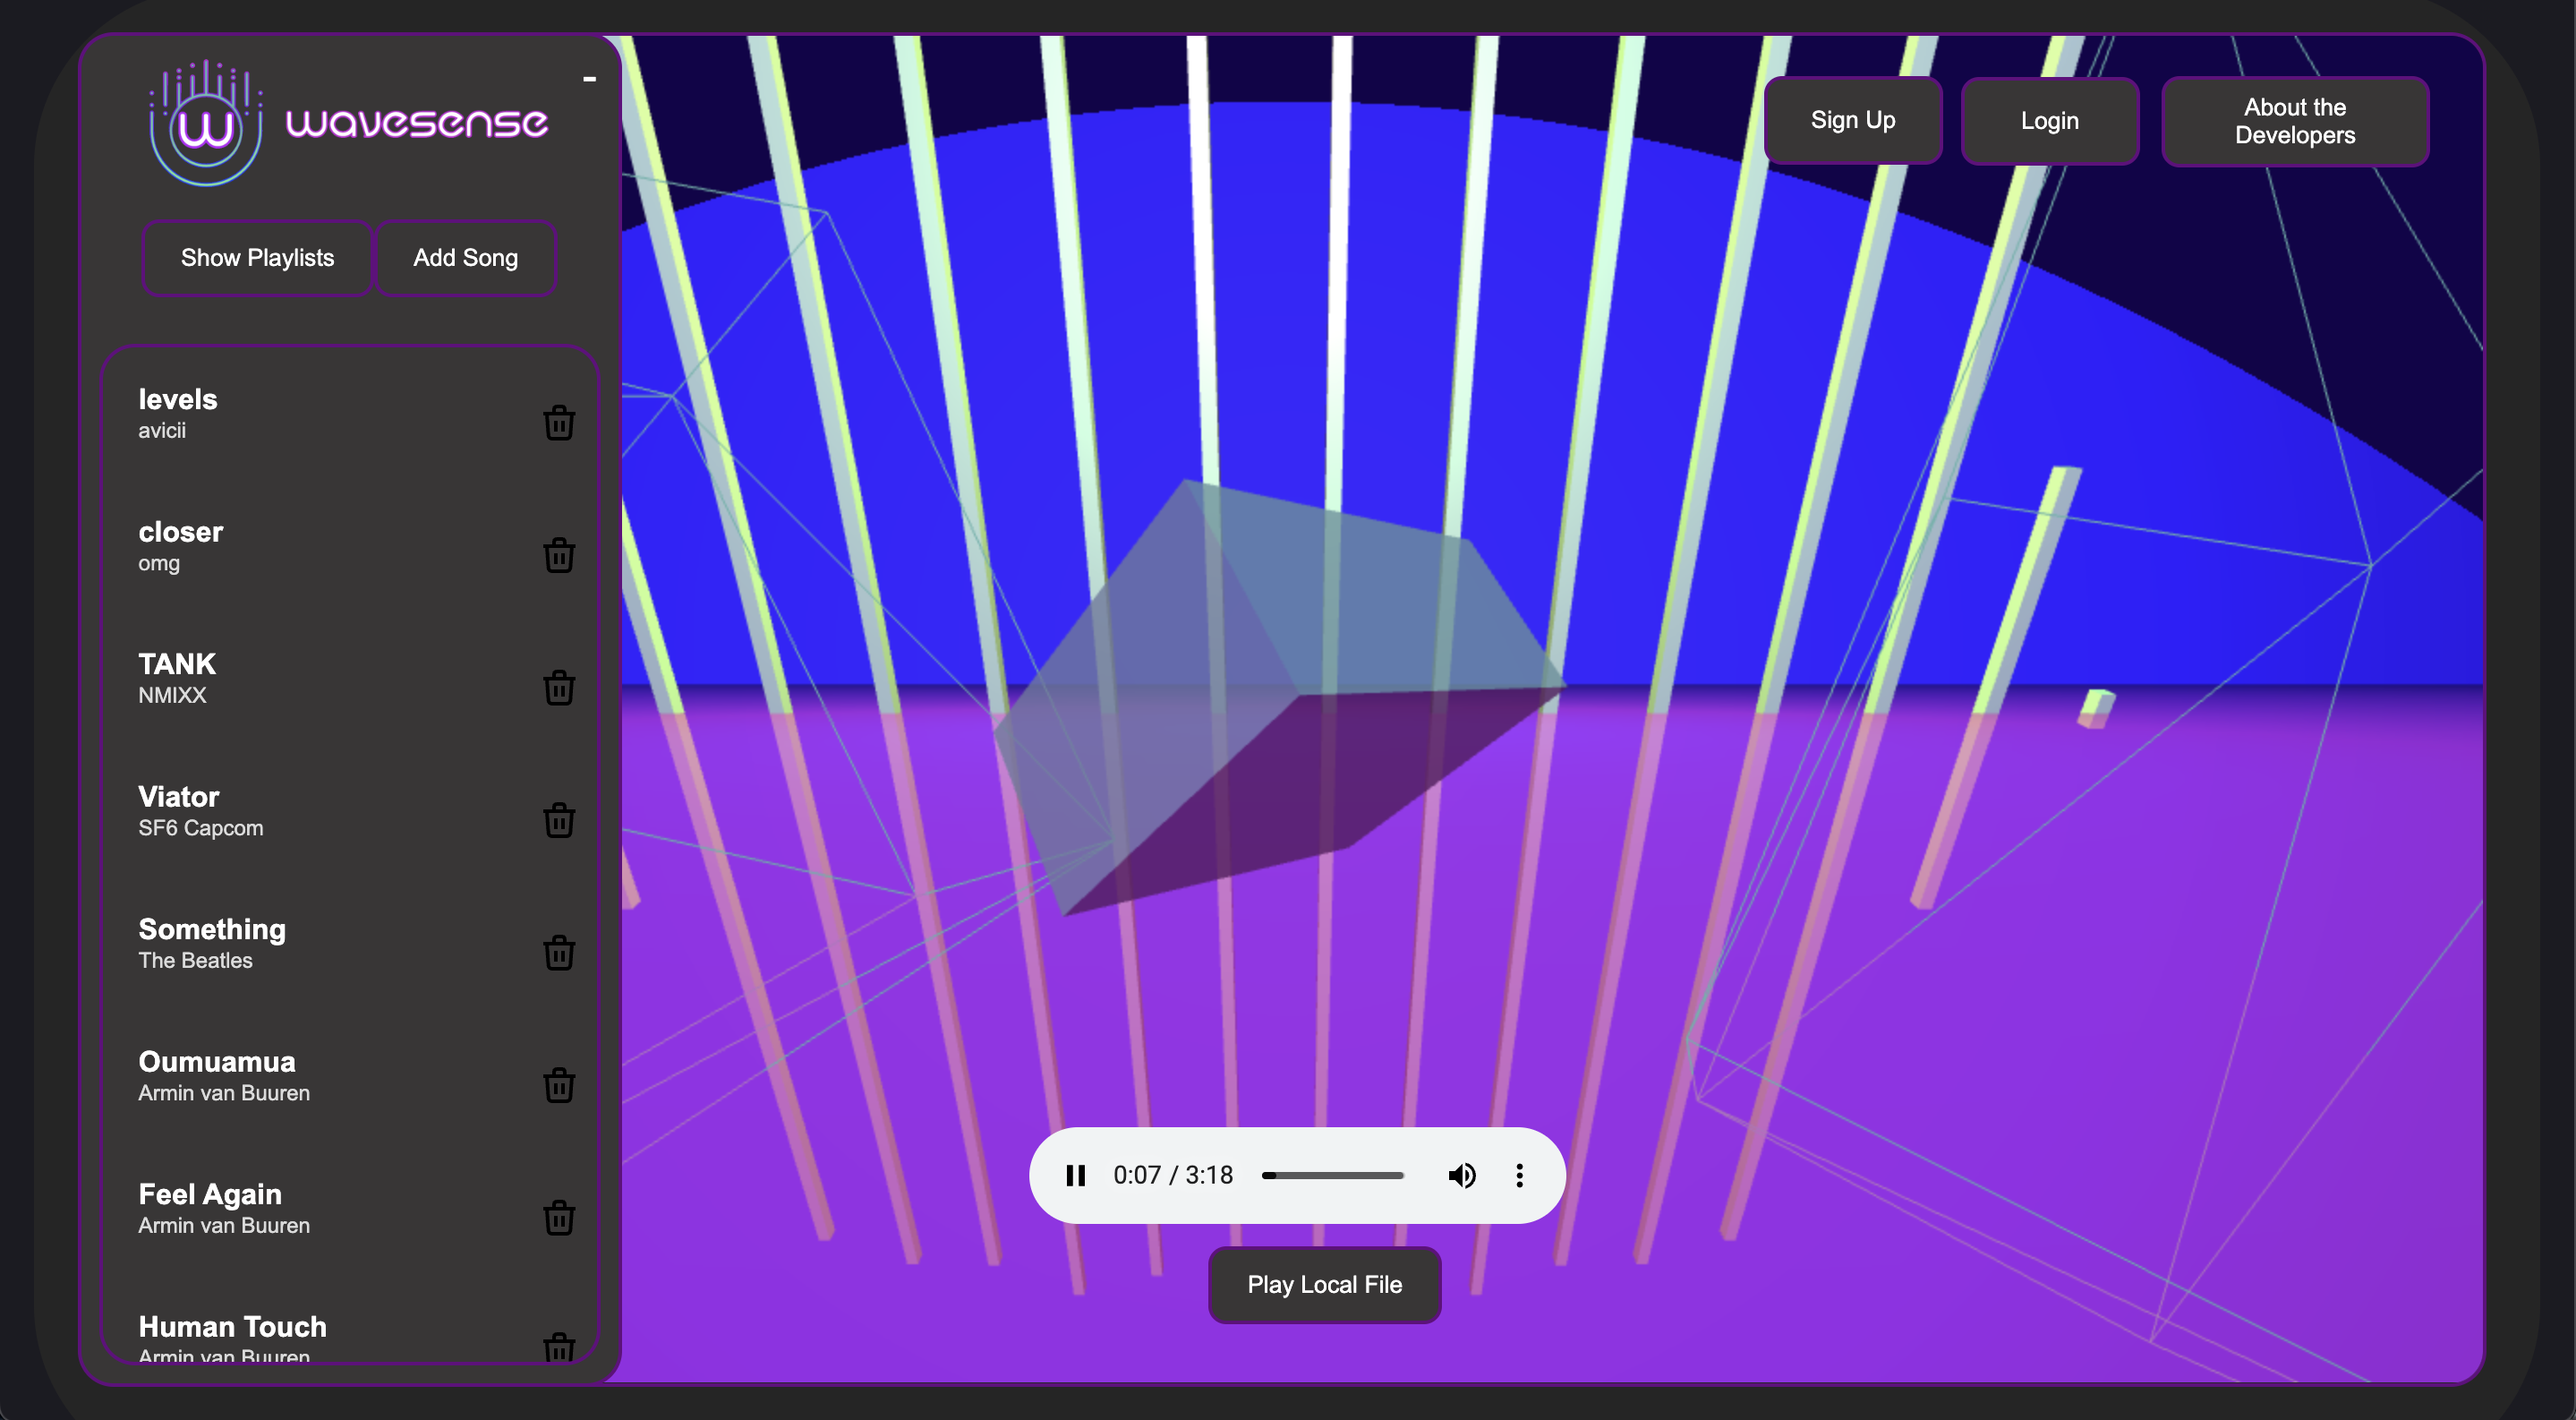 W wavesense
-
Show Playlists
Add Song
levels
avicii
closer
omg
TANK
NMIXX
Viator
SF6 Capcom
Something
The Beatles
Oumuamua
Armin van Buuren
Feel Again
Armin van Buuren
Human Touch
Armin van Buuren
Sign Up
Login
About the
Developers
0:07 / 3:18
Play Local File